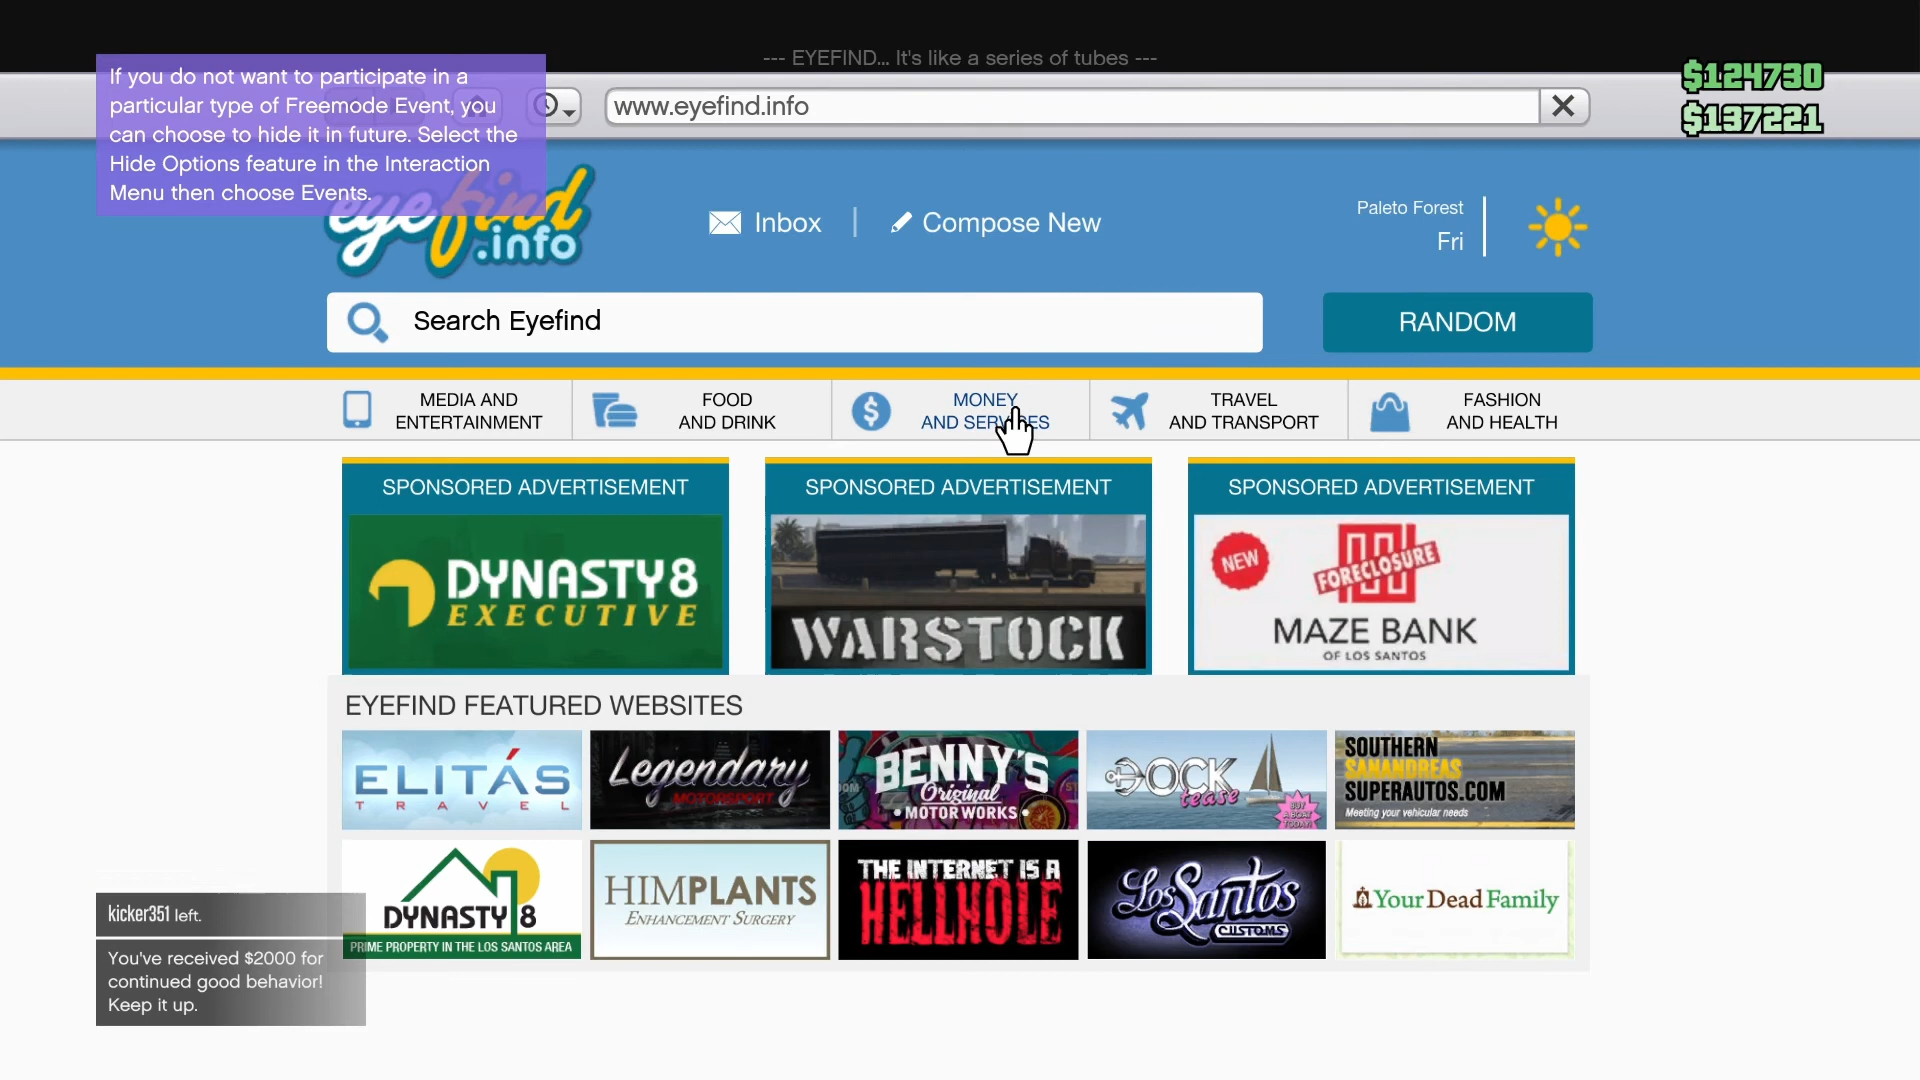 --- EYEFIND... It's like a series of tubes ---
If you do not want to participate in a
particular type of Freemode Event, you
can choose to hide it in future. Select the
Hide Options feature in the Interaction
Menu then choose Events.
www.eyefind.info
$124730
$137221
eyefind
.info
Inbox
Compose New
Paleto Forest
Fri
Search Eyefind
RANDOM
MEDIA AND
ENTERTAINMENT
FOOD
AND DRINK
MONEY
AND SERVICES
TRAVEL
AND TRANSPORT
FASHION
AND HEALTH
SPONSORED ADVERTISEMENT
DYNASTY8
EXECUTIVE
SPONSORED ADVERTISEMENT
WARSTOCK
SPONSORED ADVERTISEMENT
NEW
FORECLOSURE
MAZE BANK
OF LOS SANTOS
EYEFIND FEATURED WEBSITES
ELITÁS
TRAVEL
Legendary
MOTORSPORT
BENNY'S
Original
• MOTOR WORKS •
DOCK
tease
BUY
A BOAT
TODAY!
SOUTHERN
SANANDREAS
SUPERAUTOS.COM
Meeting your vehicular needs
DYNASTY 8
PRIME PROPERTY IN THE LOS SANTOS AREA
HIMPLANTS
ENHANCEMENT SURGERY
THE INTERNET IS A
HELLHOLE
Los Santos
CUSTOMS
Your Dead Family
kicker351 left.
You've received $2000 for
continued good behavior!
Keep it up.